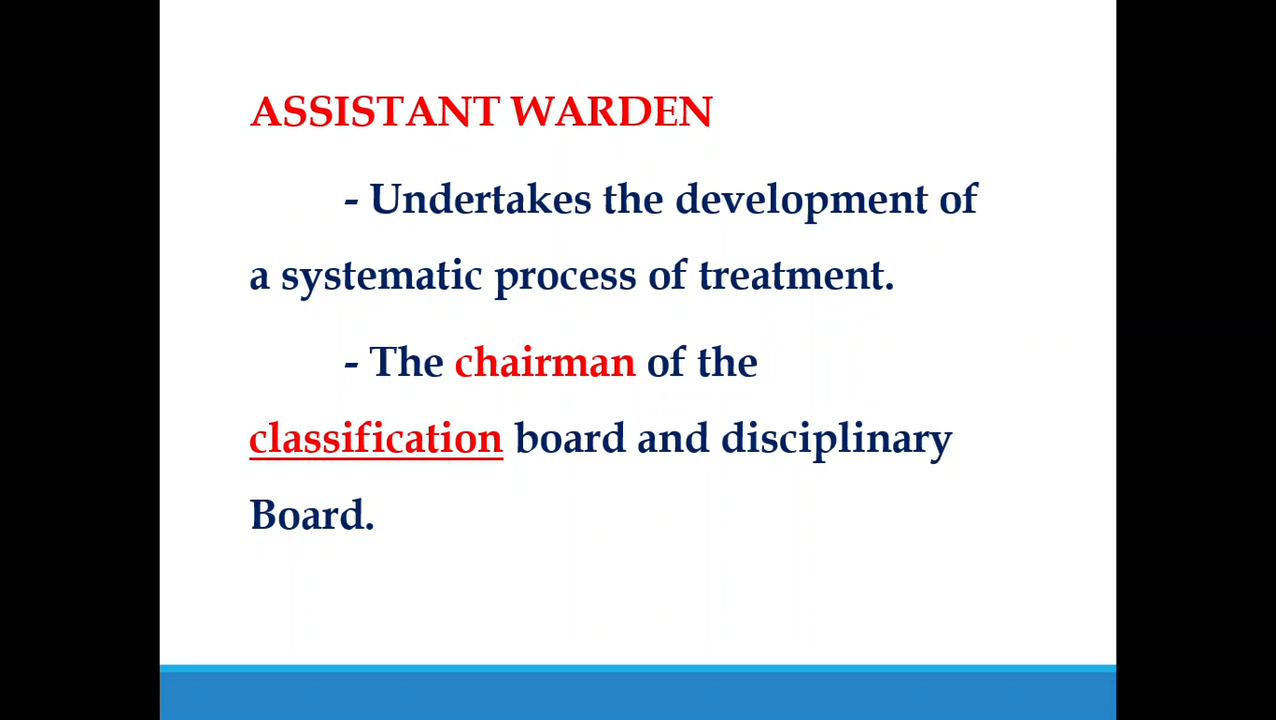 ASSISTANT WARDEN
- Undertakes the development of
a systematic process of treatment.
- The chairman of the
classification board and disciplinary
Board.